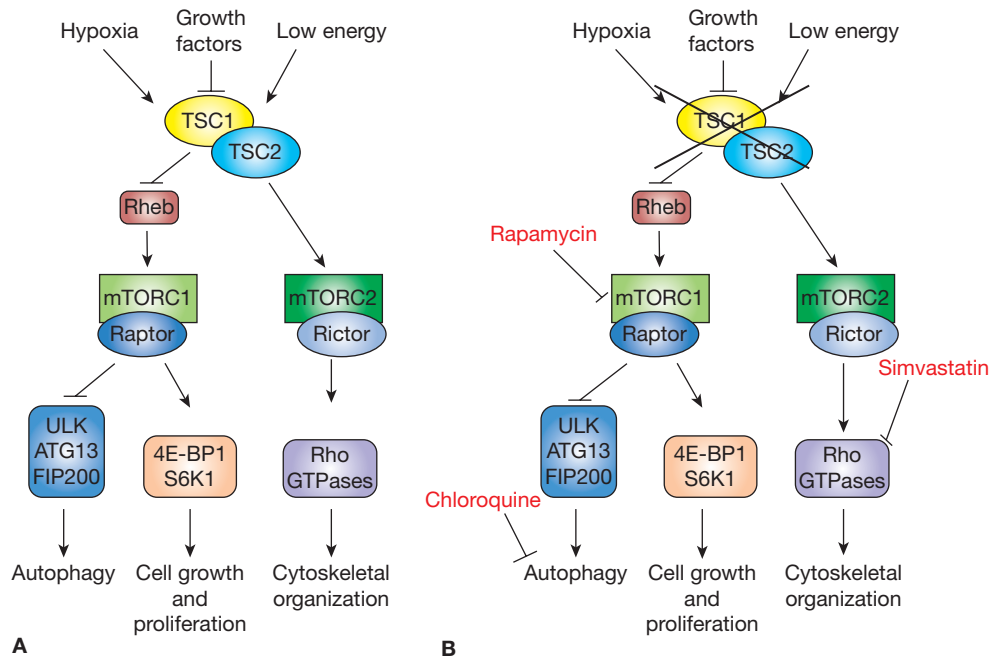 Hypoxia
Growth
factors
Low energy
TSC1
TSC2
Rheb
mTORC1
Raptor
mTORC2
Rictor
ULK
ATG13
FIP200
4E-BP1
S6K1
Rho
GTPases
Autophagy
Cell growth
and
proliferation
Cytoskeletal
organization
A
Hypoxia
Growth
factors
Low energy
TSC1
TSC2
Rheb
Rapamycin
mTORC1
Raptor
mTORC2
Rictor
Simvastatin
ULK
ATG13
FIP200
4E-BP1
S6K1
Rho
GTPases
Chloroquine
Autophagy
Cell growth
and
proliferation
Cytoskeletal
organization
B